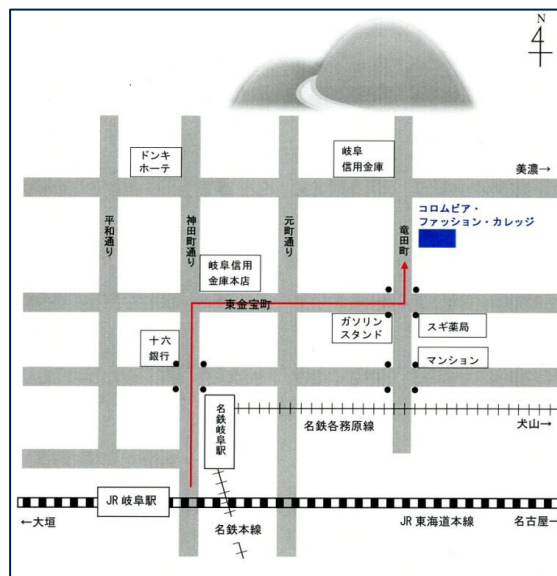 N
ドンキ
ホーテ
岐阜
信用金庫
美濃→
平和通り
神田町通り
元町通り
竜田町
コロムビア・
ファッション・カレッジ
岐阜信用
金庫本店
東金宝町
ガソリン
スタンド
スギ薬局
十六
銀行
マンション
名鉄岐阜駅
名鉄各務原線
犬山→
JR岐阜駅
←大垣
名鉄本線
JR東海道本線
名古屋→